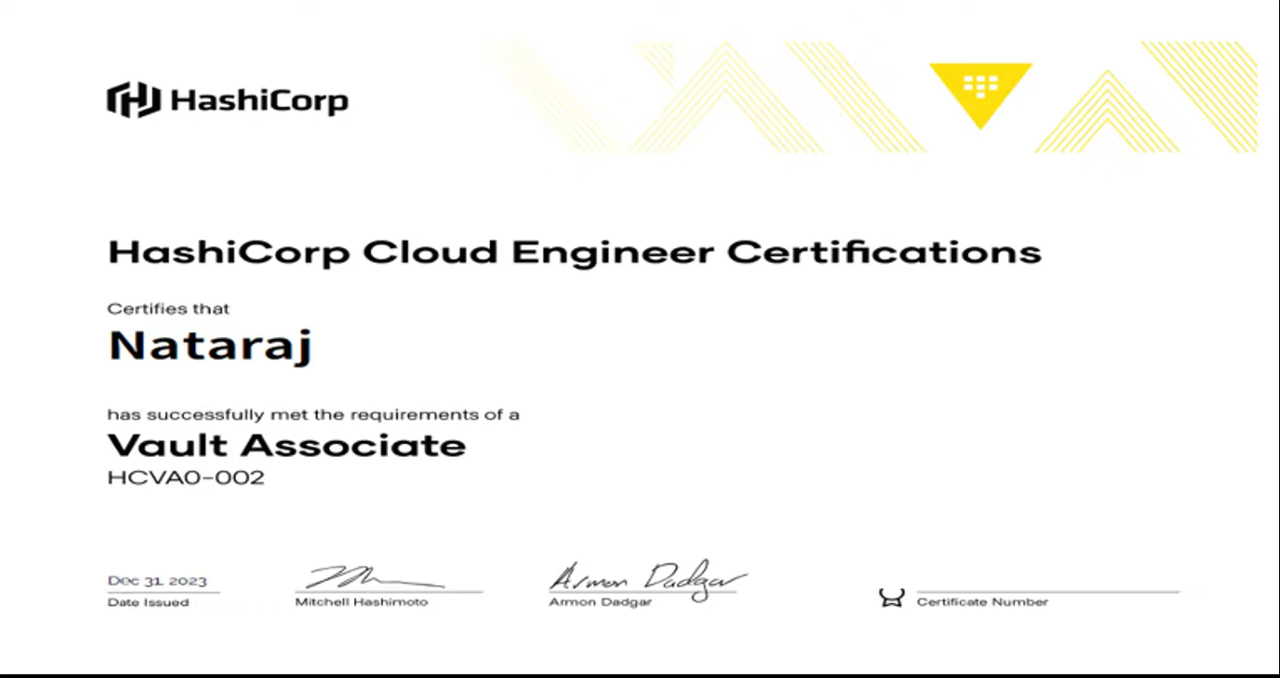 HashiCorp
HashiCorp Cloud Engineer Certifications
Certifies that
Nataraj
has successfully met the requirements of a
Vault Associate
HCVA0-002
Dec 31, 2023
Date Issued
Mitchell Hashimoto
Armon Dadgar
Armon Dadgar
Certificate Number